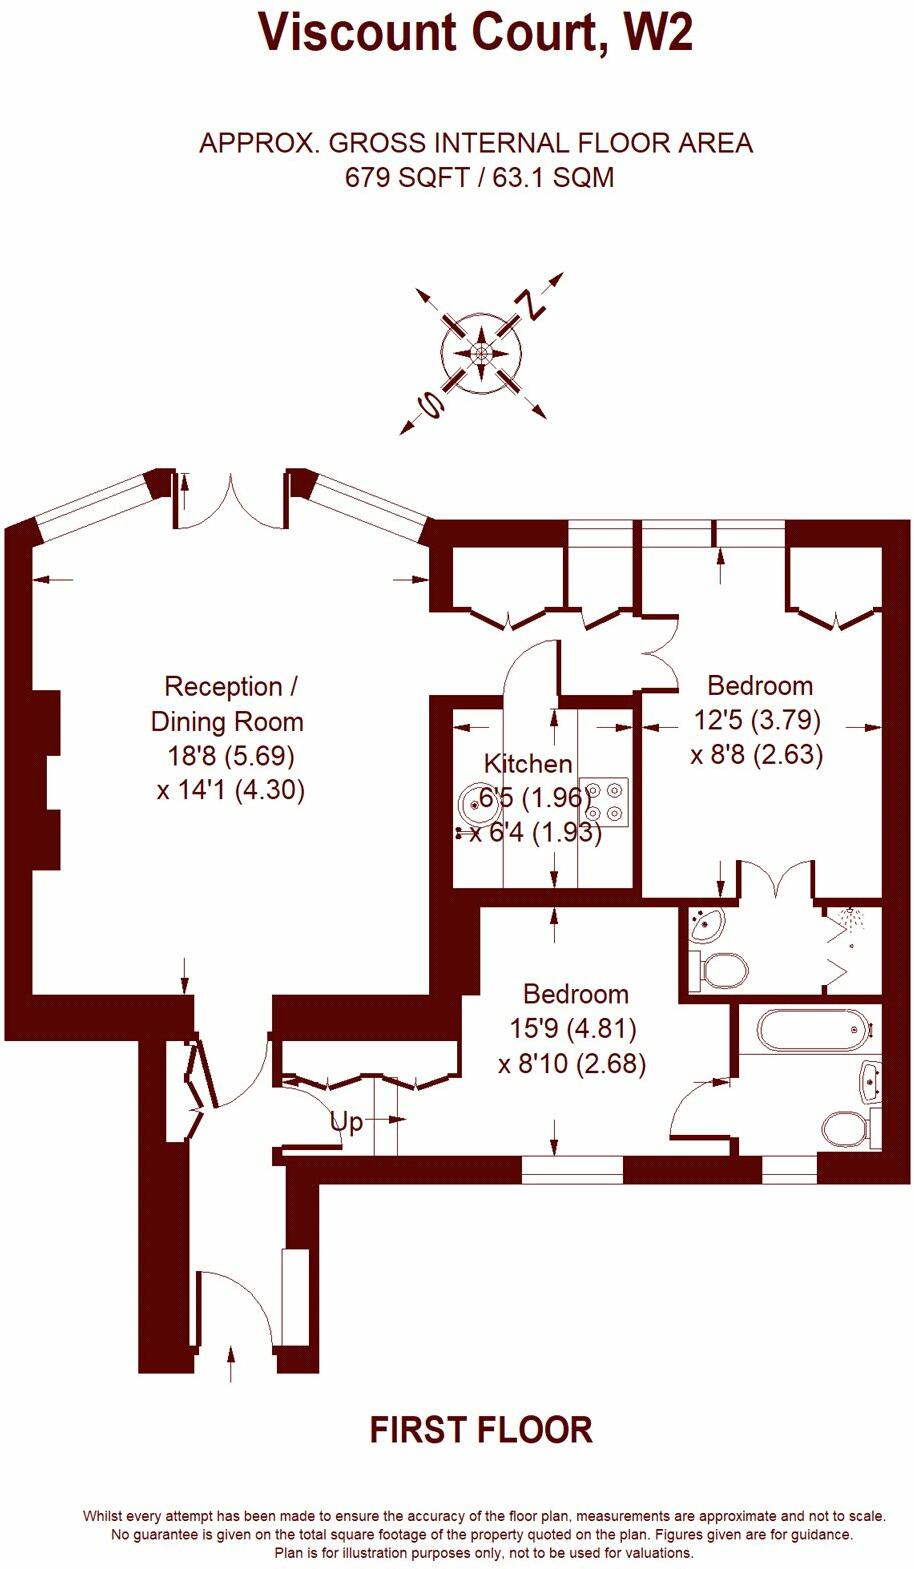 Viscount Court, W2
APPROX. GROSS INTERNAL FLOOR AREA
679 SQFT / 63.1 SQM
N
S
Reception /
Dining Room
18'8 (5.69)
x 14'1 (4.30)
Bedroom
12'5 (3.79)
x 8'8 (2.63)
Kitchen
6'5 (1.96)
x 6'4 (1.93)
Bedroom
15'9 (4.81)
x 8'10 (2.68)
Up
FIRST FLOOR
Whilst every attempt has been made to ensure the accuracy of the floor plan, measurements are approximate and not to scale.
No guarantee is given on the total square footage of the property quoted on the plan. Figures given are for guidance.
Plan is for illustration purposes only, not to be used for valuations.